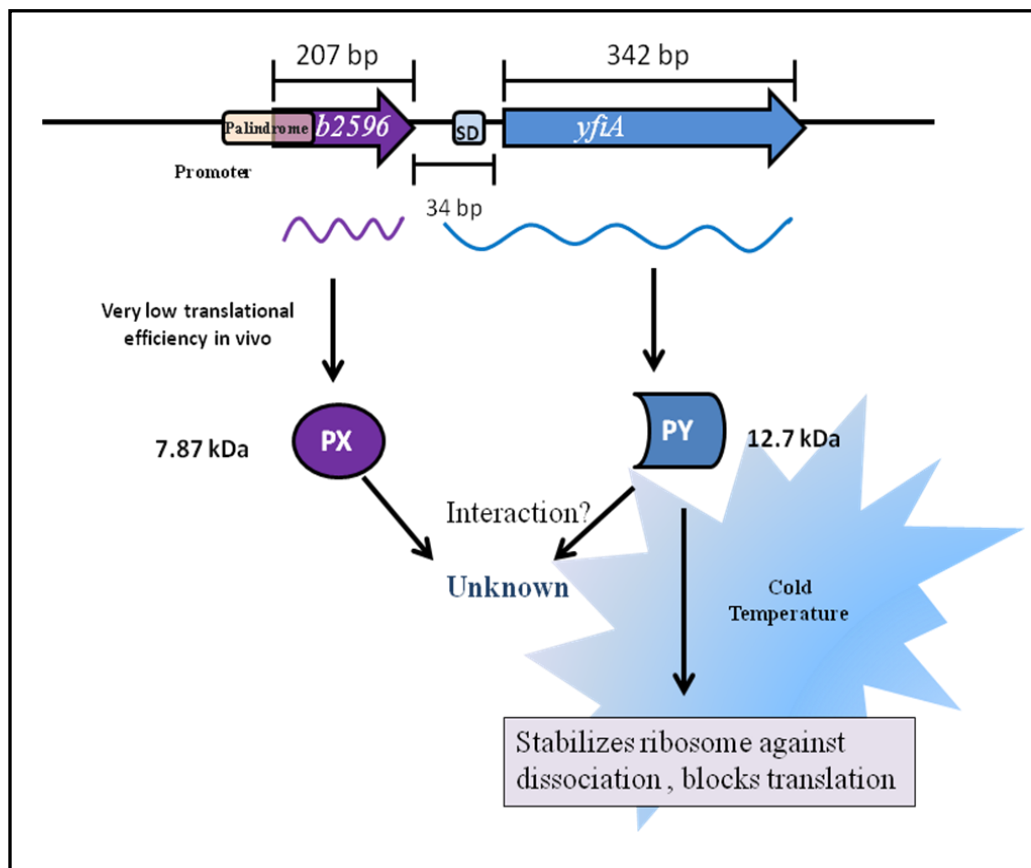 207 bp
342 bp
Palindrome
b2596
SD
yfiA
Promoter
34 bp
Very low translational
efficiency in vivo
7.87 kDa
PX
PY
12.7 kDa
Interaction?
Unknown
Cold
Temperature
Stabilizes ribosome against
dissociation , blocks translation